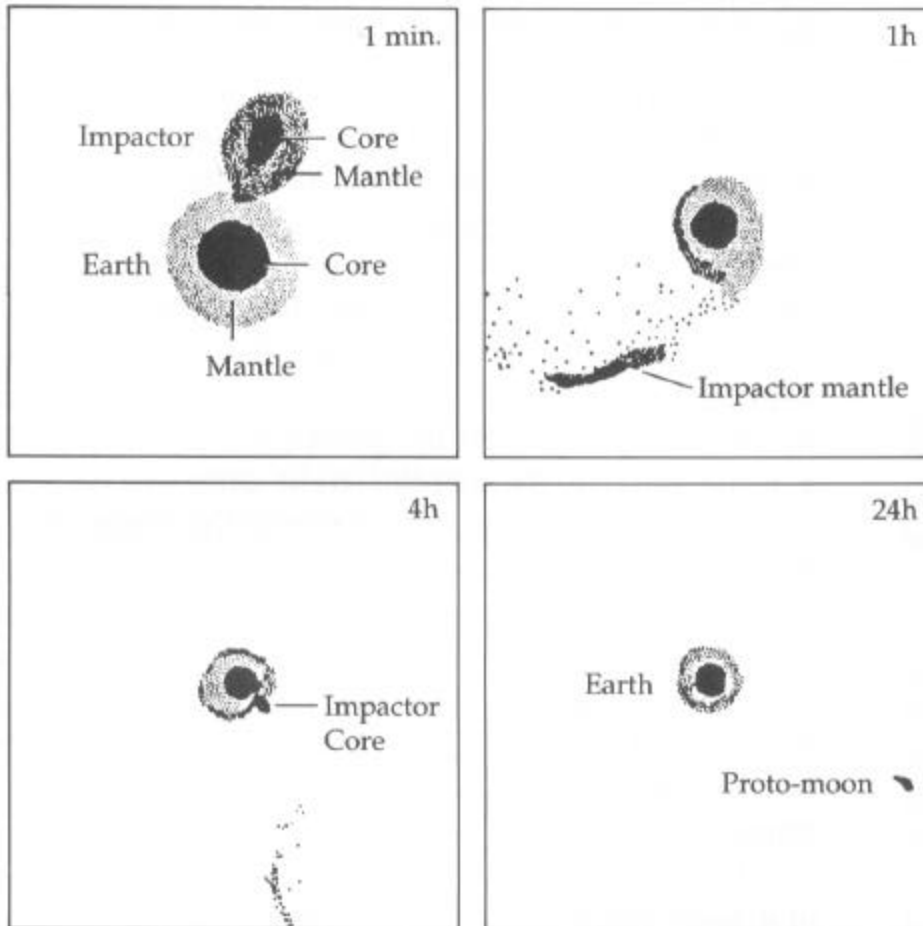 1 min.
Impactor
Core
Mantle
Earth
Core
Mantle
1h
Impactor mantle
4h
Impactor
Core
24h
Earth
Proto-moon